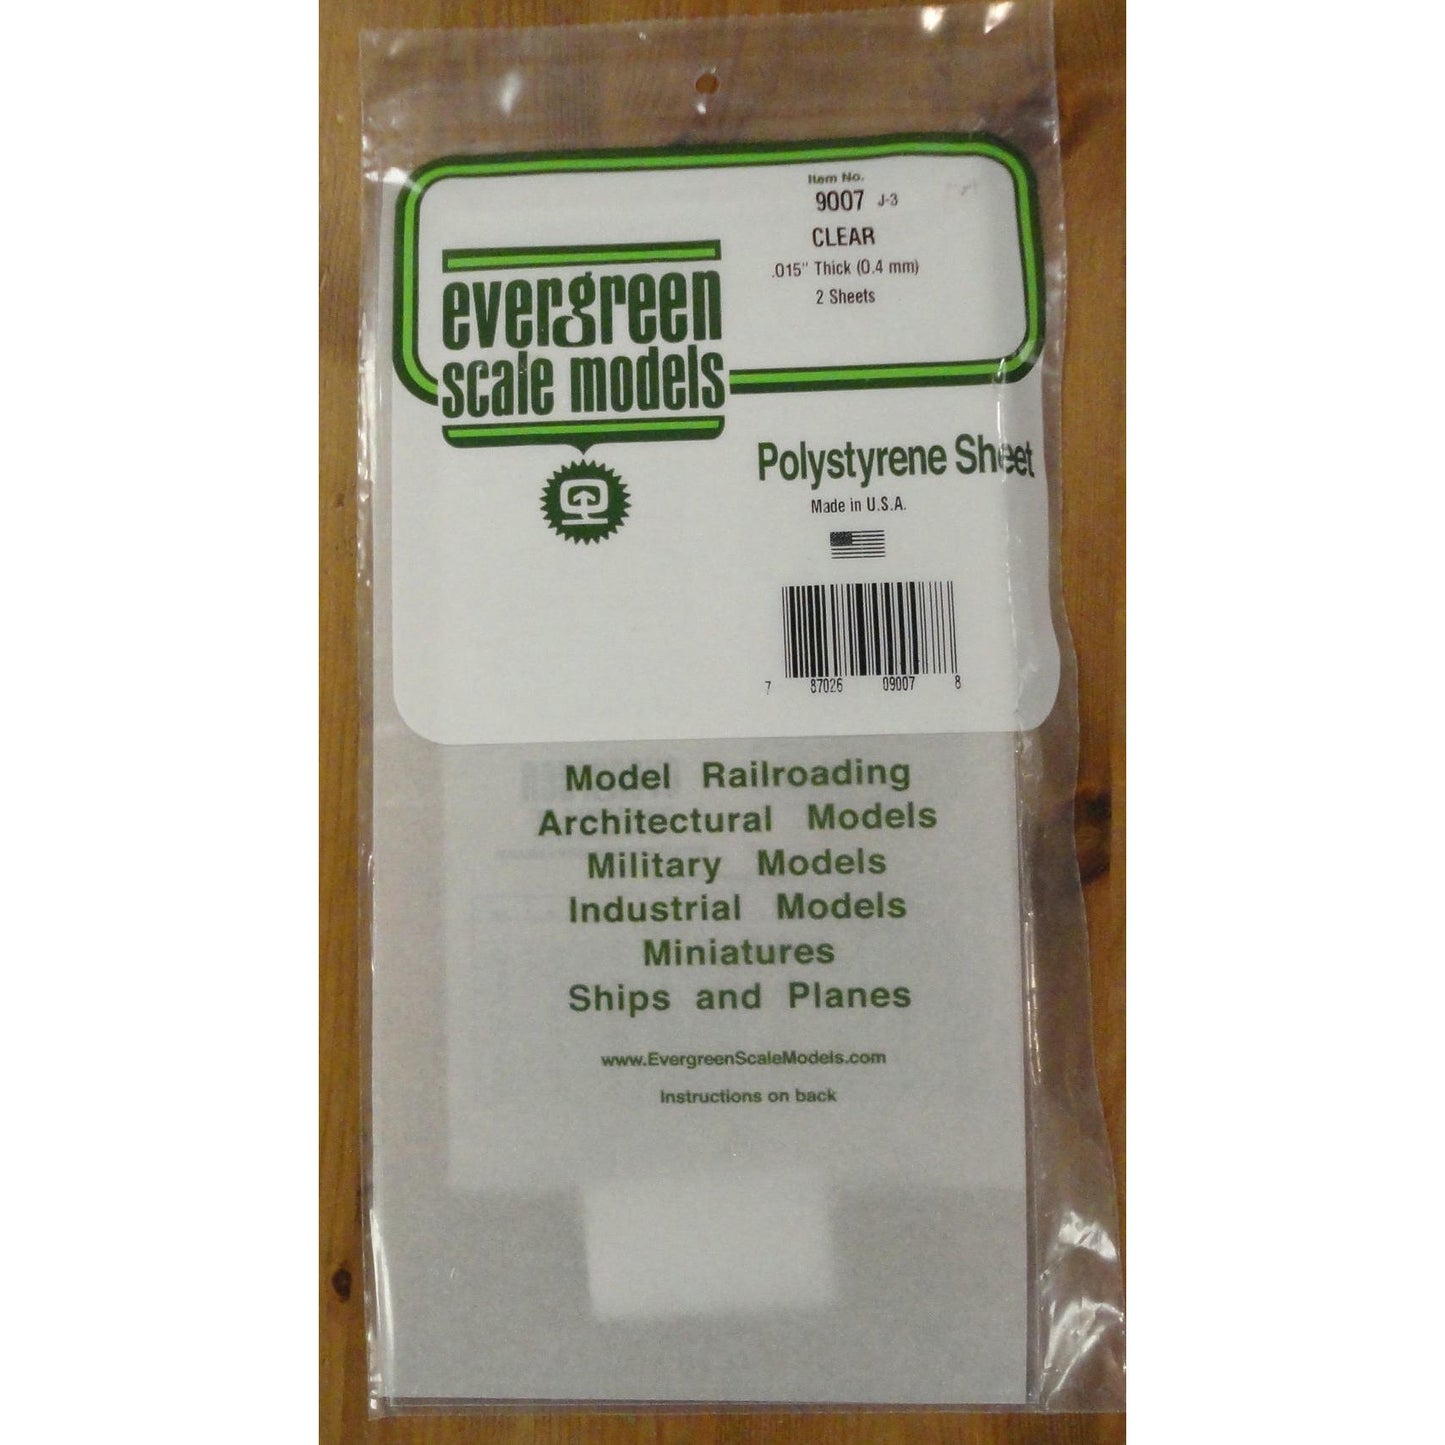 Item No.
9007 J-3
CLEAR
.015" Thick (0.4 mm)
2 Sheets
evergreen
scale models
Polystyrene Sheet
Made in U.S.A.
7 87026 09007 8
Model Railroading
Architectural Models
Military Models
Industrial Models
Miniatures
Ships and Planes
www.EvergreenScaleModels.com
Instructions on back